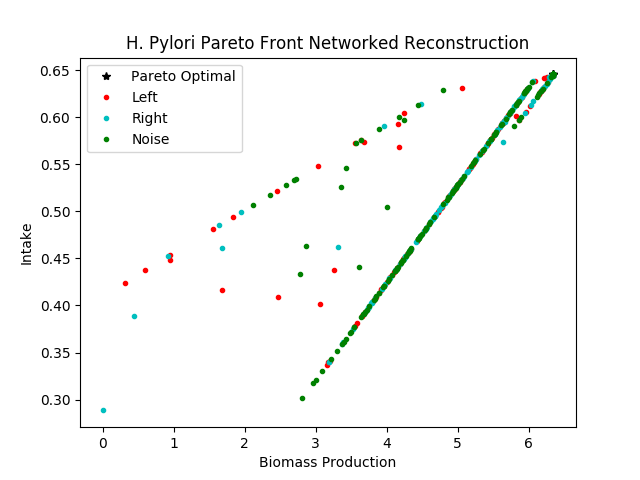 H. Pylori Pareto Front Networked Reconstruction
Pareto Optimal
Left
Right
Noise
Intake
0.65
0.60
0.55
0.50
0.45
0.40
0.35
0.30
0 1 2 3 4 5 6
Biomass Production